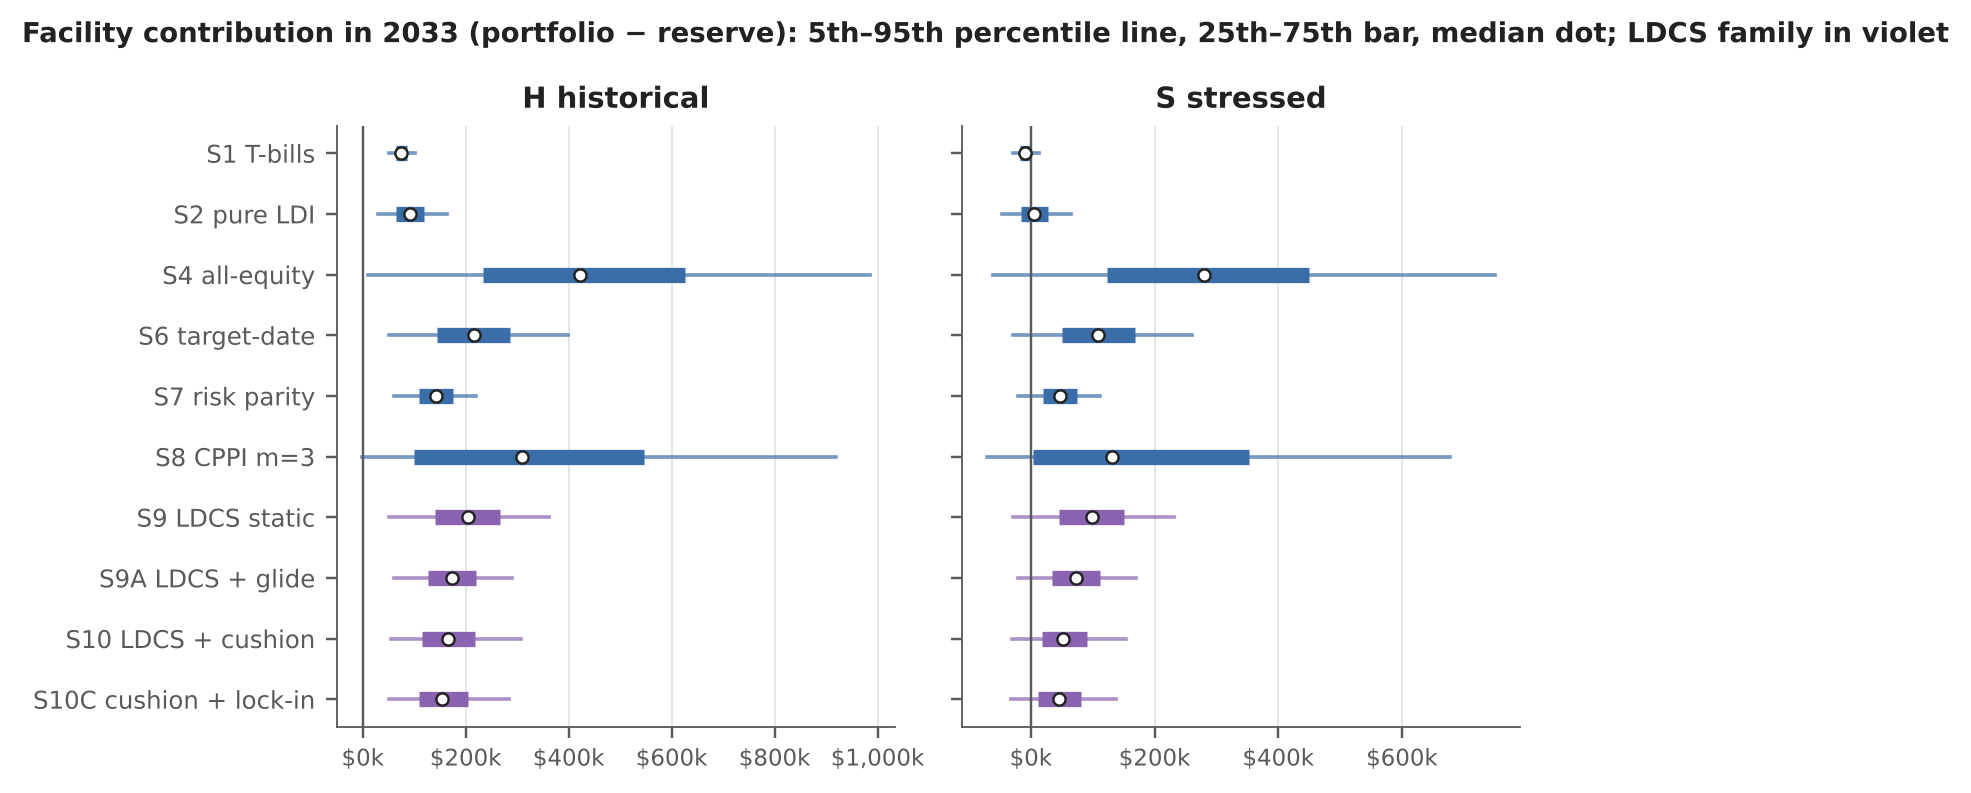 Facility contribution in 2033 (portfolio − reserve): 5th–95th percentile line, 25th–75th bar, median dot; LDCS family in violet
H historical
S stressed
S1 T-bills
S2 pure LDI
S4 all-equity
S6 target-date
S7 risk parity
S8 CPPI m=3
S9 LDCS static
S9A LDCS + glide
S10 LDCS + cushion
S10C cushion + lock-in
$0k $200k $400k $600k $800k $1,000k
$0k $200k $400k $600k